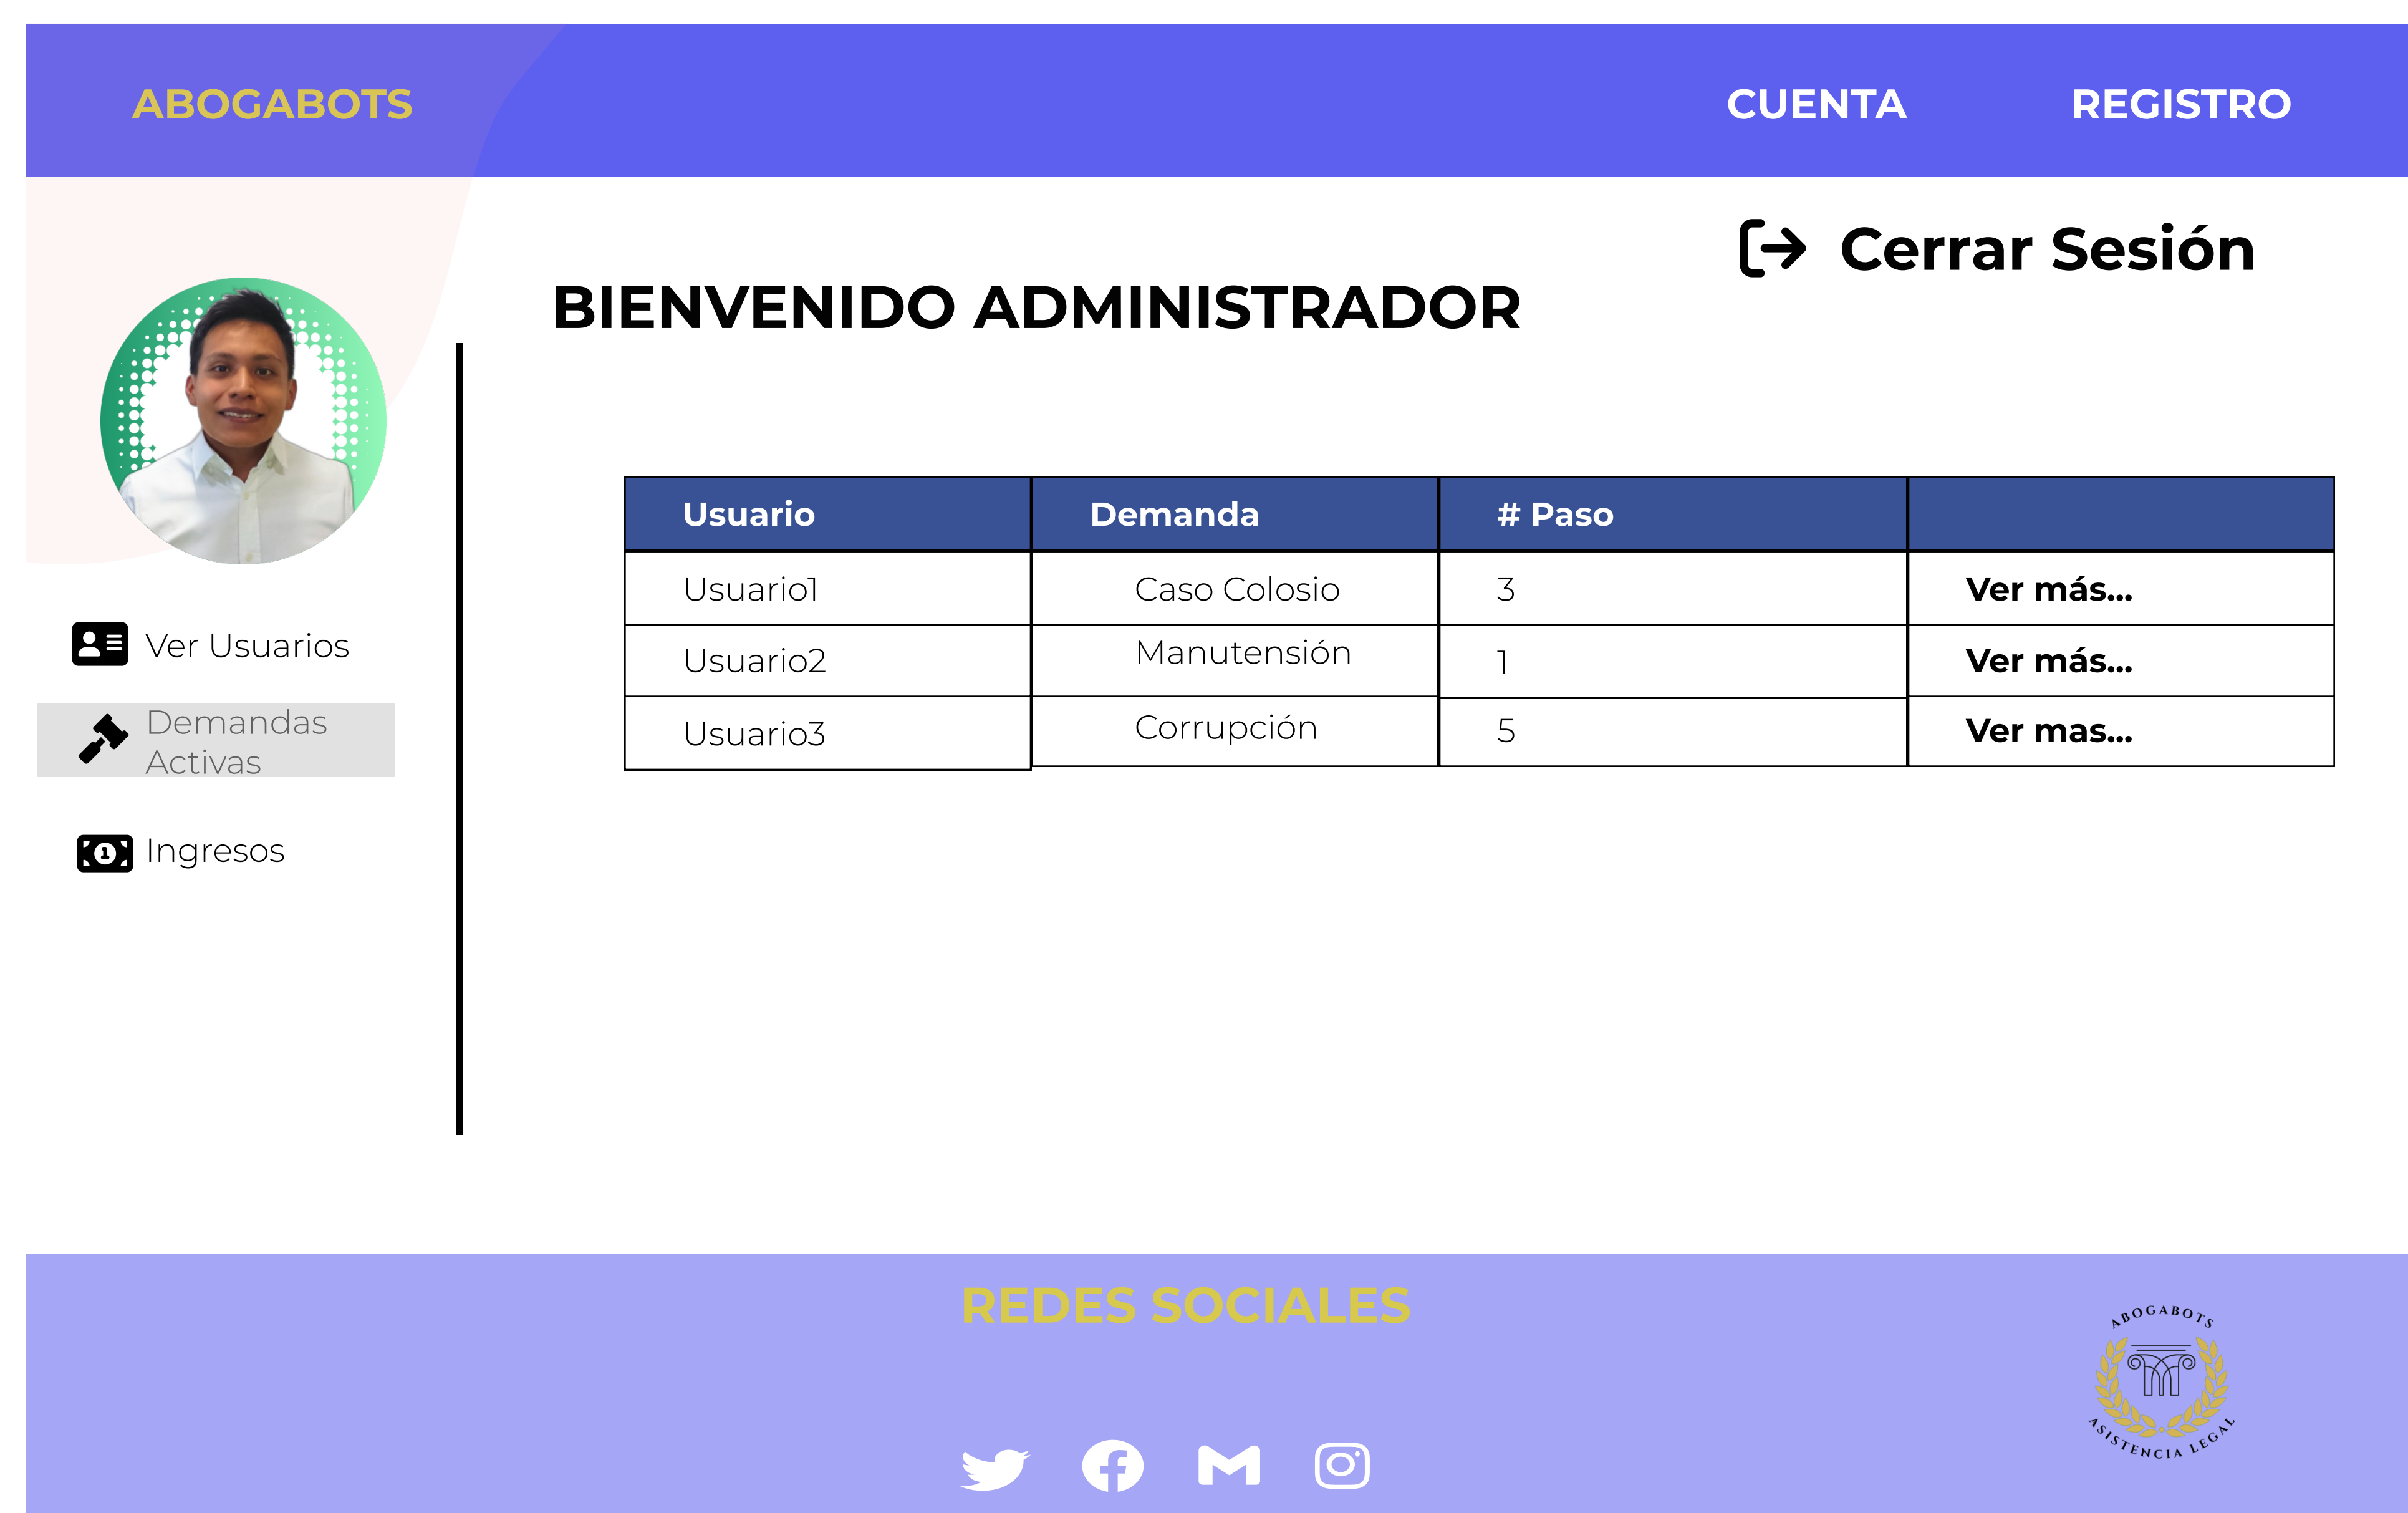 ABOGABOTS
CUENTA
REGISTRO
Cerrar Sesión
BIENVENIDO ADMINISTRADOR
Ver Usuarios
Demandas
Activas
Ingresos
Usuario Demanda # Paso
Usuario1 Caso Colosio 3 Ver más...
Usuario2 Manutensión 1 Ver más...
Usuario3 Corrupción 5 Ver mas...
REDES SOCIALES
ABOGABOTS
ASISTENCIA LEGAL